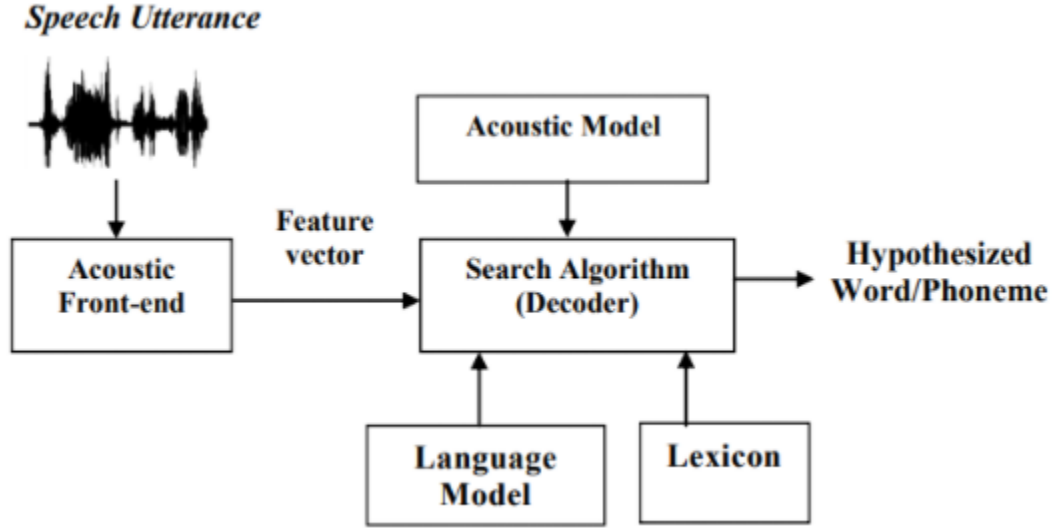 Speech Utterance
Acoustic Model
Feature
vector
Acoustic
Front-end
Search Algorithm
(Decoder)
Hypothesized
Word/Phoneme
Language
Model
Lexicon